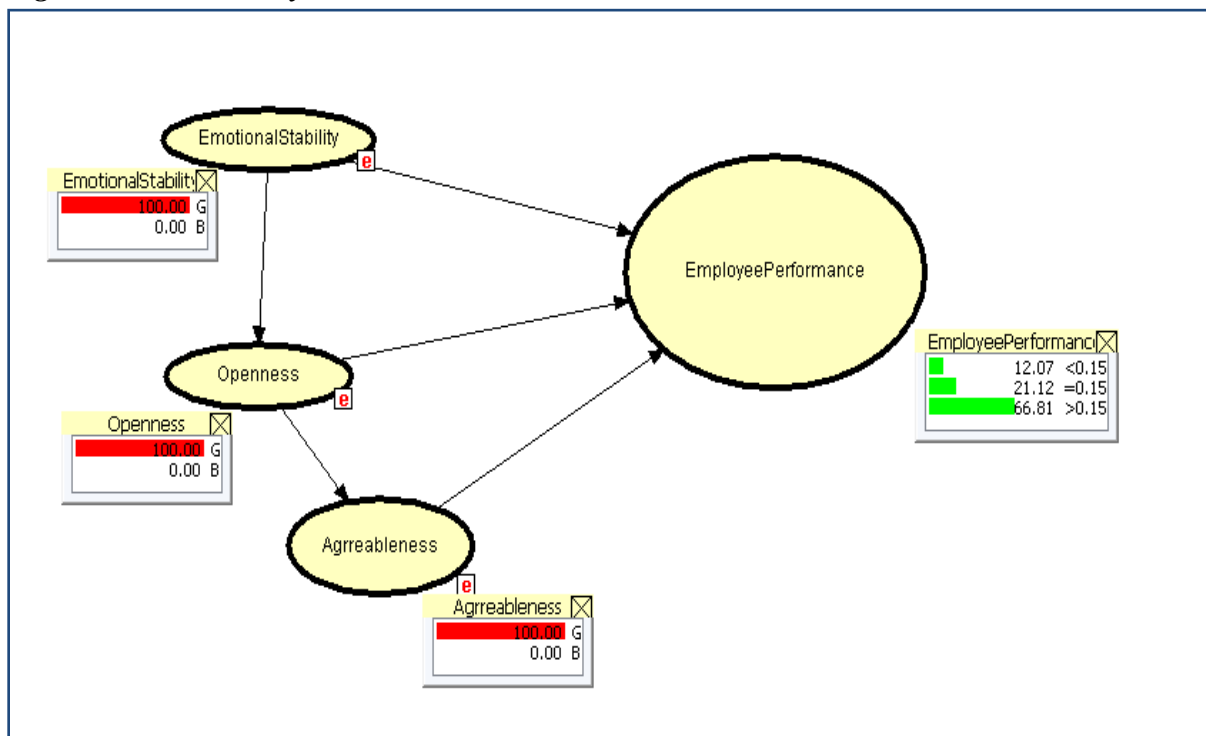 EmotionalStability
e
EmotionalStability
100.00 G
0.00 B
EmployeePerformance
EmployeePerformanc
12.07 <0.15
21.12 =0.15
66.81 >0.15
Openness
e
Openness
100.00 G
0.00 B
Agrreableness
e
Agrreableness
100.00 G
0.00 B